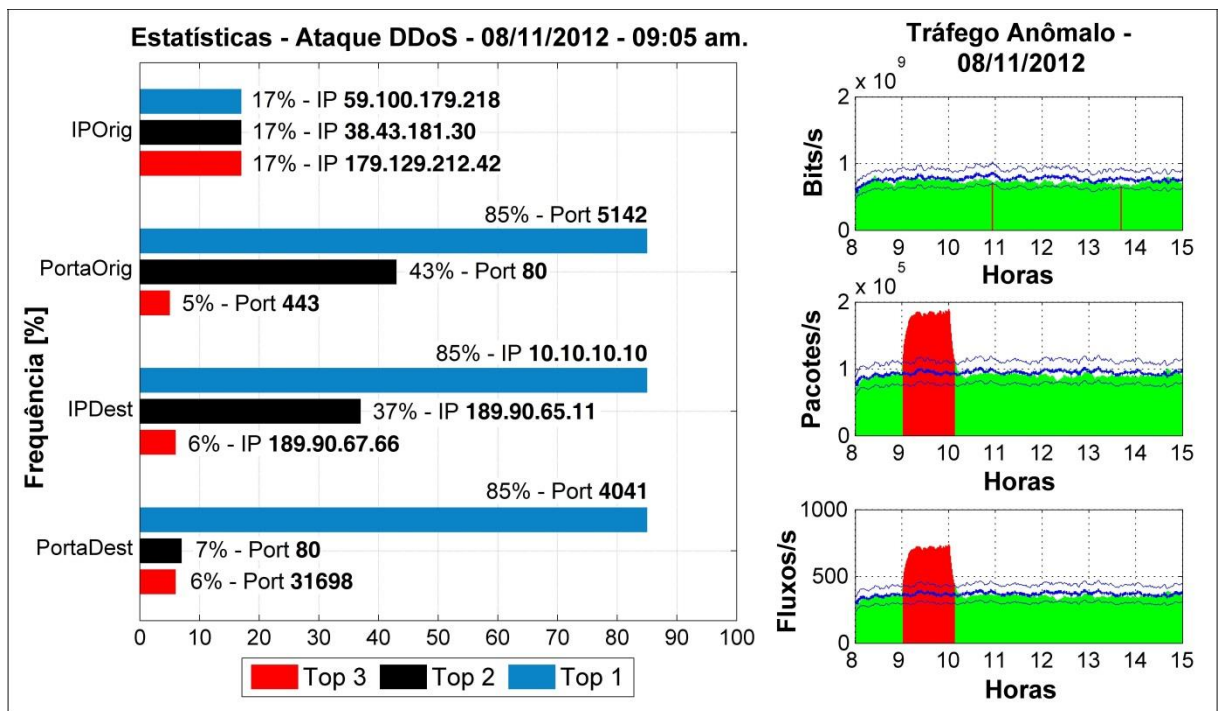 Estatísticas - Ataque DDoS - 08/11/2012 - 09:05 am.
Frequência [%]
IPOrig
17% - IP 59.100.179.218
17% - IP 38.43.181.30
17% - IP 179.129.212.42
PortaOrig
85% - Port 5142
43% - Port 80
5% - Port 443
IPDest
85% - IP 10.10.10.10
37% - IP 189.90.65.11
6% - IP 189.90.67.66
PortaDest
85% - Port 4041
7% - Port 80
6% - Port 31698
0 10 20 30 40 50 60 70 80 90 100
Top 3 Top 2 Top 1
Tráfego Anômalo -
08/11/2012
x 10 9
Bits/s
2
1
0
8 9 10 11 12 13 14 15
Horas
x 10 5
Pacotes/s
2
1
0
8 9 10 11 12 13 14 15
Horas
Fluxos/s
1000
500
0
8 9 10 11 12 13 14 15
Horas